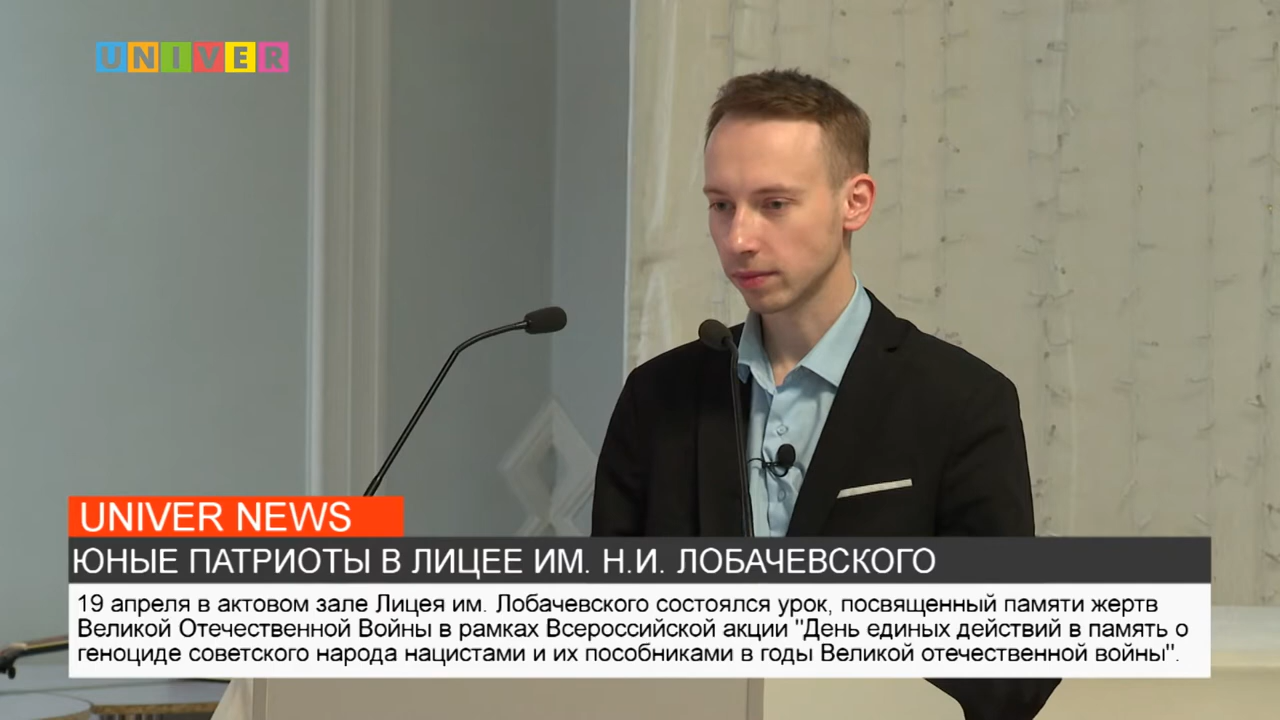 UNIVER
UNIVER NEWS
ЮНЫЕ ПАТРИОТЫ В ЛИЦЕЕ ИМ. Н.И. ЛОБАЧЕВСКОГО
19 апреля в актовом зале Лицея им. Лобачевского состоялся урок, посвященный памяти жертв
Великой Отечественной Войны в рамках Всероссийской акции "День единых действий в память о
геноциде советского народа нацистами и их пособниками в годы Великой отечественной войны".